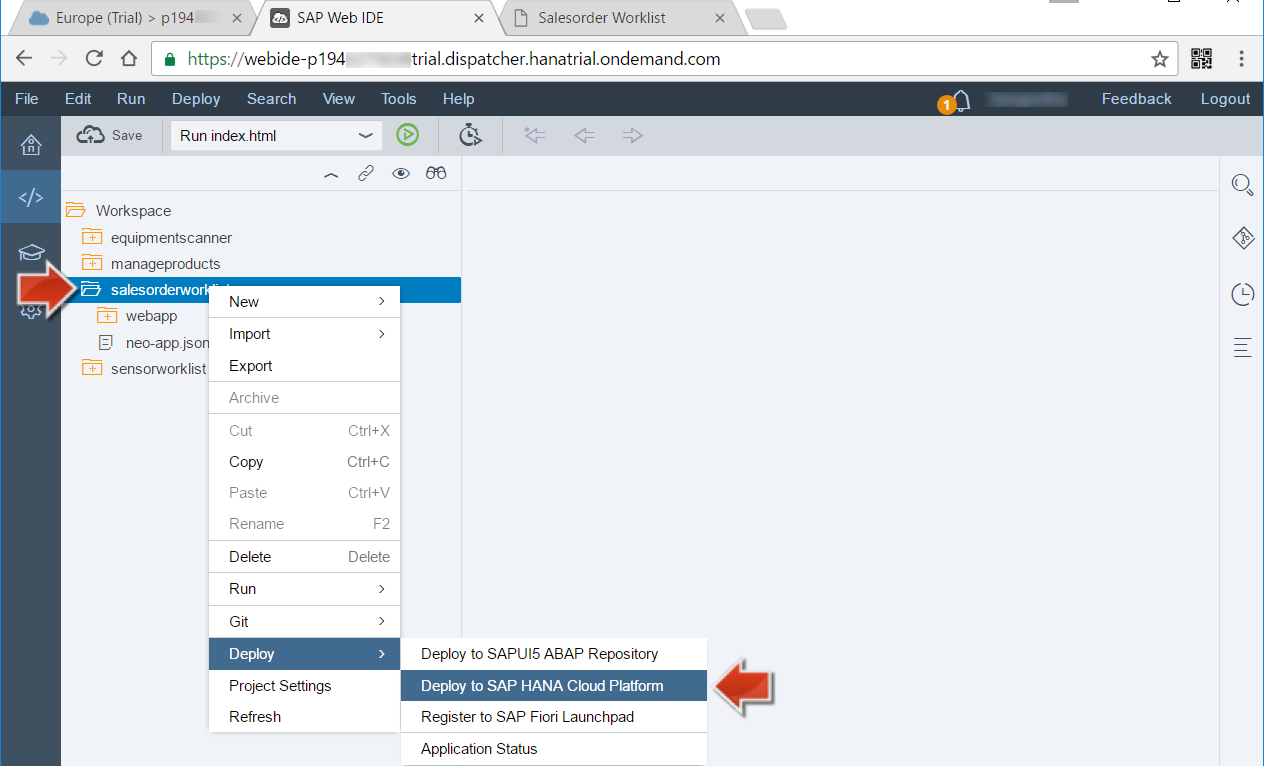 Europe (Trial) > p194
SAP Web IDE
Salesorder Worklist
https://webide-p194 trial.dispatcher.hanatrial.ondemand.com
File Edit Run Deploy Search View Tools Help 1 Feedback Logout
Save Run index.html
Workspace
equipmentscanner
manageproducts
salesorderworkli
webapp
neo-app.json
sensorworklist
New
Import
Export
Archive
Cut Ctrl+X
Copy Ctrl+C
Paste Ctrl+V
Rename F2
Delete Delete
Run
Git
Deploy
Project Settings
Refresh
Deploy to SAPUI5 ABAP Repository
Deploy to SAP HANA Cloud Platform
Register to SAP Fiori Launchpad
Application Status